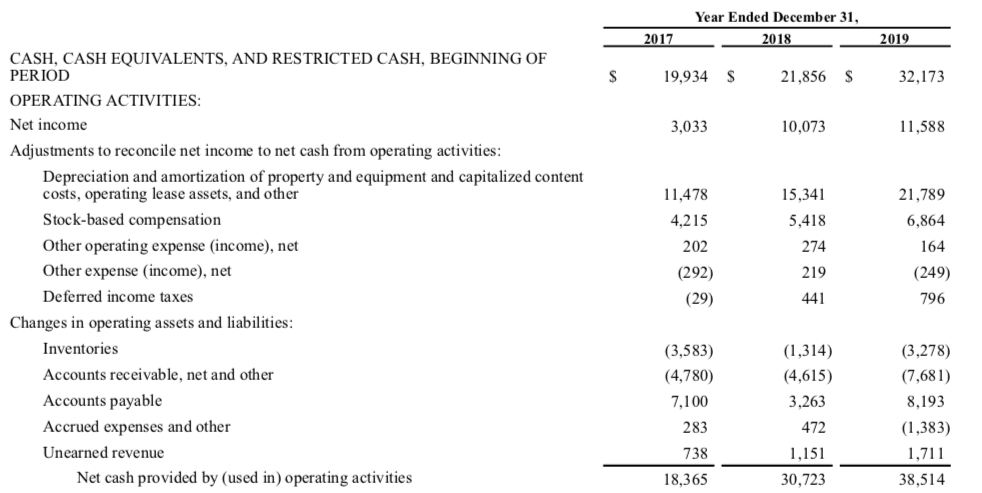 Year Ended December 31,
2017 2018 2019
CASH, CASH EQUIVALENTS, AND RESTRICTED CASH, BEGINNING OF
PERIOD $ 19,934 $ 21,856 $ 32,173
OPERATING ACTIVITIES:
Net income 3,033 10,073 11,588
Adjustments to reconcile net income to net cash from operating activities:
Depreciation and amortization of property and equipment and capitalized content
costs, operating lease assets, and other 11,478 15,341 21,789
Stock-based compensation 4,215 5,418 6,864
Other operating expense (income), net 202 274 164
Other expense (income), net (292) 219 (249)
Deferred income taxes (29) 441 796
Changes in operating assets and liabilities:
Inventories (3,583) (1,314) (3,278)
Accounts receivable, net and other (4,780) (4,615) (7,681)
Accounts payable 7,100 3,263 8,193
Accrued expenses and other 283 472 (1,383)
Unearned revenue 738 1,151 1,711
Net cash provided by (used in) operating activities 18,365 30,723 38,514